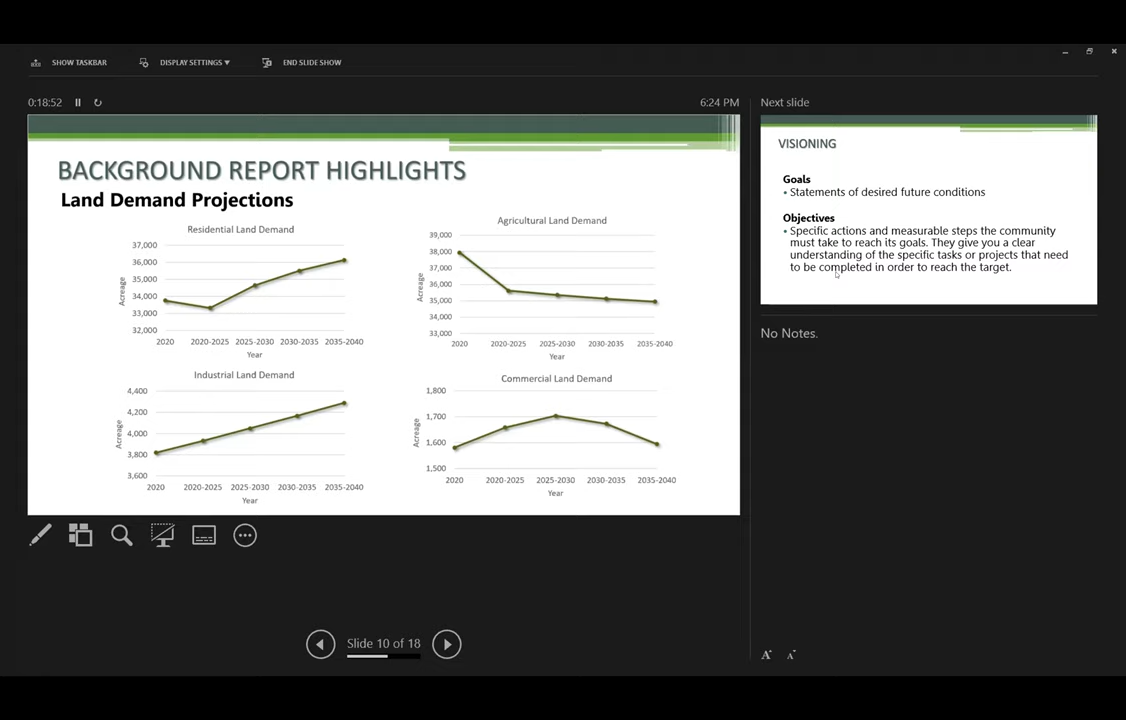 SHOW TASKBAR DISPLAY SETTINGS ▼ END SLIDE SHOW
0:18:52 6:24 PM
BACKGROUND REPORT HIGHLIGHTS
Land Demand Projections
Residential Land Demand
37,000
36,000
35,000
34,000
33,000
32,000
Acreage
2020 2020-2025 2025-2030 2030-2035 2035-2040
Year
Agricultural Land Demand
39,000
38,000
37,000
36,000
35,000
34,000
33,000
Acreage
2020 2020-2025 2025-2030 2030-2035 2035-2040
Year
Industrial Land Demand
4,400
4,200
4,000
3,800
3,600
Acreage
2020 2020-2025 2025-2030 2030-2035 2035-2040
Year
Commercial Land Demand
1,800
1,700
1,600
1,500
Acreage
2020 2020-2025 2025-2030 2030-2035 2035-2040
Year
Slide 10 of 18
Next slide
VISIONING
Goals
• Statements of desired future conditions
Objectives
• Specific actions and measurable steps the community
must take to reach its goals. They give you a clear
understanding of the specific tasks or projects that need
to be completed in order to reach the target.
No Notes.
A A